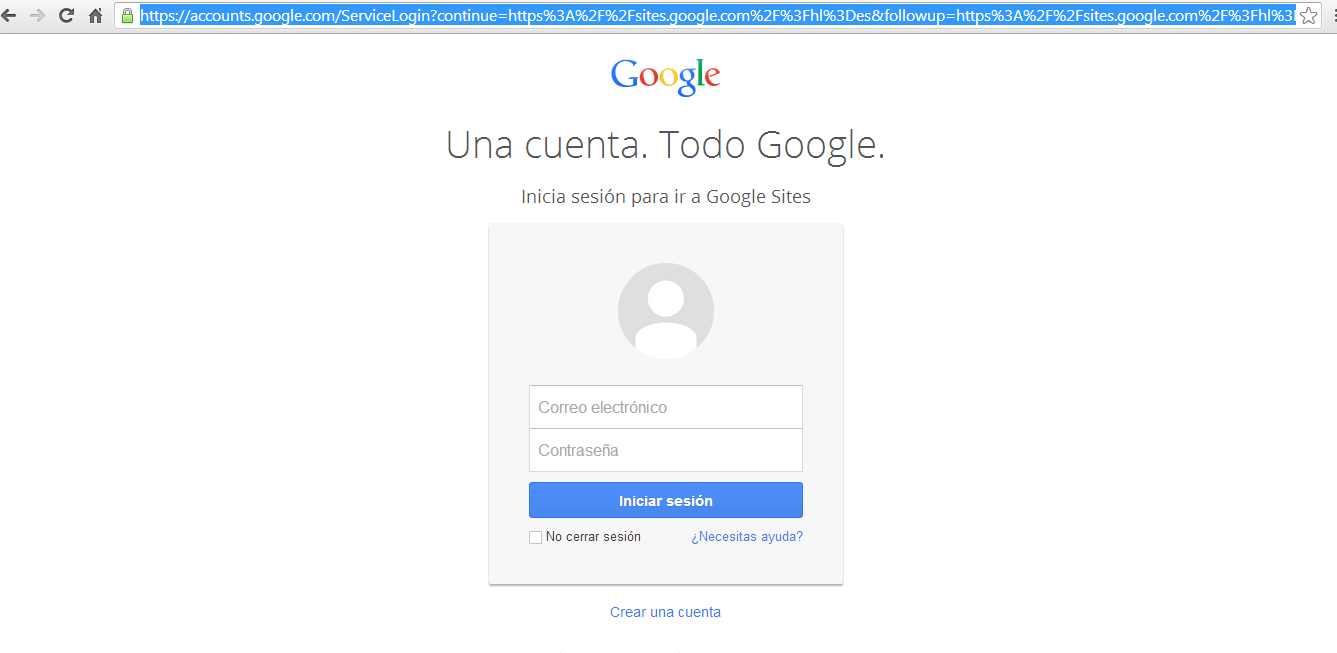 https://accounts.google.com/ServiceLogin?continue=https%3A%2F%2Fsites.google.com%2F%3Fhl%3Des&followup=https%3A%2F%2Fsites.google.com%2F%3Fhl%3
Google
Una cuenta. Todo Google.
Inicia sesión para ir a Google Sites
Correo electrónico
Contraseña
Iniciar sesión
No cerrar sesión ¿Necesitas ayuda?
Crear una cuenta